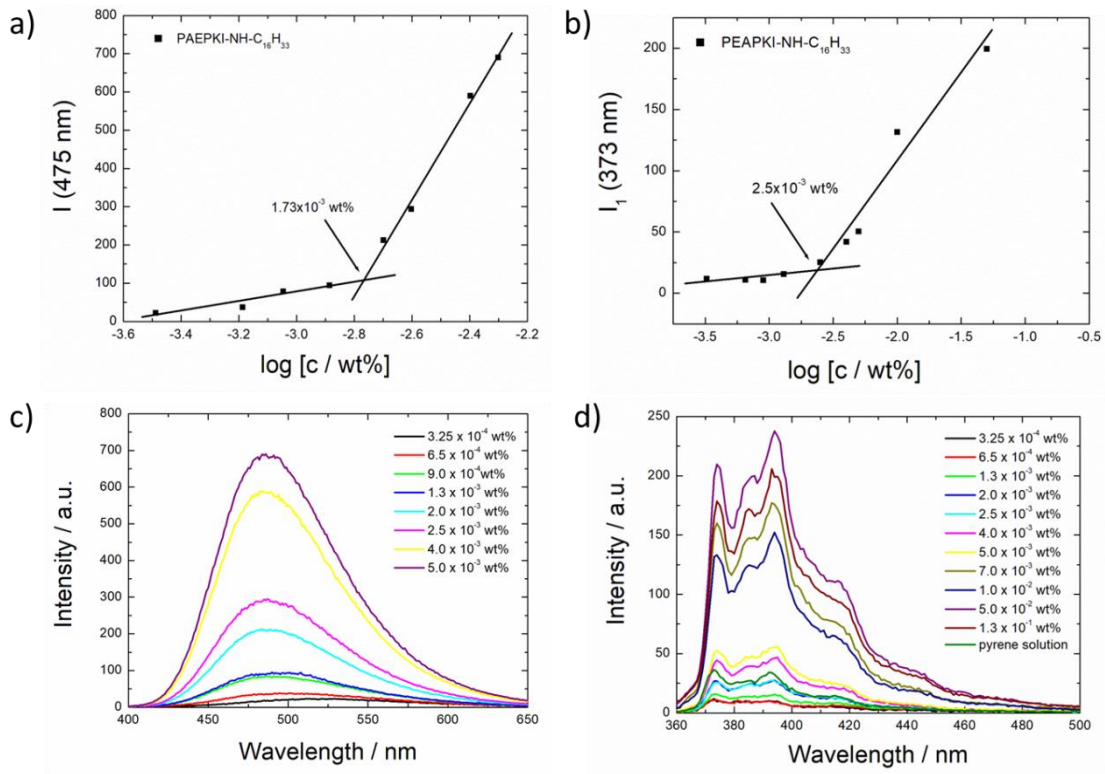 a)
PAEPKI-NH-C16H33
I (475 nm)
800
700
600
500
400
300
200
100
0
1.73x10-3 wt%
-3.6 -3.4 -3.2 -3.0 -2.8 -2.6 -2.4 -2.2
log [c / wt%]
b)
PEAPKI-NH-C16H33
I1 (373 nm)
200
150
100
50
0
2.5x10-3 wt%
-3.5 -3.0 -2.5 -2.0 -1.5 -1.0 -0.5
log [c / wt%]
c)
Intensity / a.u.
800
700
600
500
400
300
200
100
0
3.25 x 10-4 wt%
6.5 x 10-4 wt%
9.0 x 10-4wt%
1.3 x 10-3 wt%
2.0 x 10-3 wt%
2.5 x 10-3 wt%
4.0 x 10-3 wt%
5.0 x 10-3 wt%
400 450 500 550 600 650
Wavelength / nm
d)
Intensity / a.u.
250
200
150
100
50
0
3.25 x 10-4 wt%
6.5 x 10-4 wt%
1.3 x 10-3 wt%
2.0 x 10-3 wt%
2.5 x 10-3 wt%
4.0 x 10-3 wt%
5.0 x 10-3 wt%
7.0 x 10-3 wt%
1.0 x 10-2 wt%
5.0 x 10-2 wt%
1.3 x 10-1 wt%
pyrene solution
360 380 400 420 440 460 480 500
Wavelength / nm